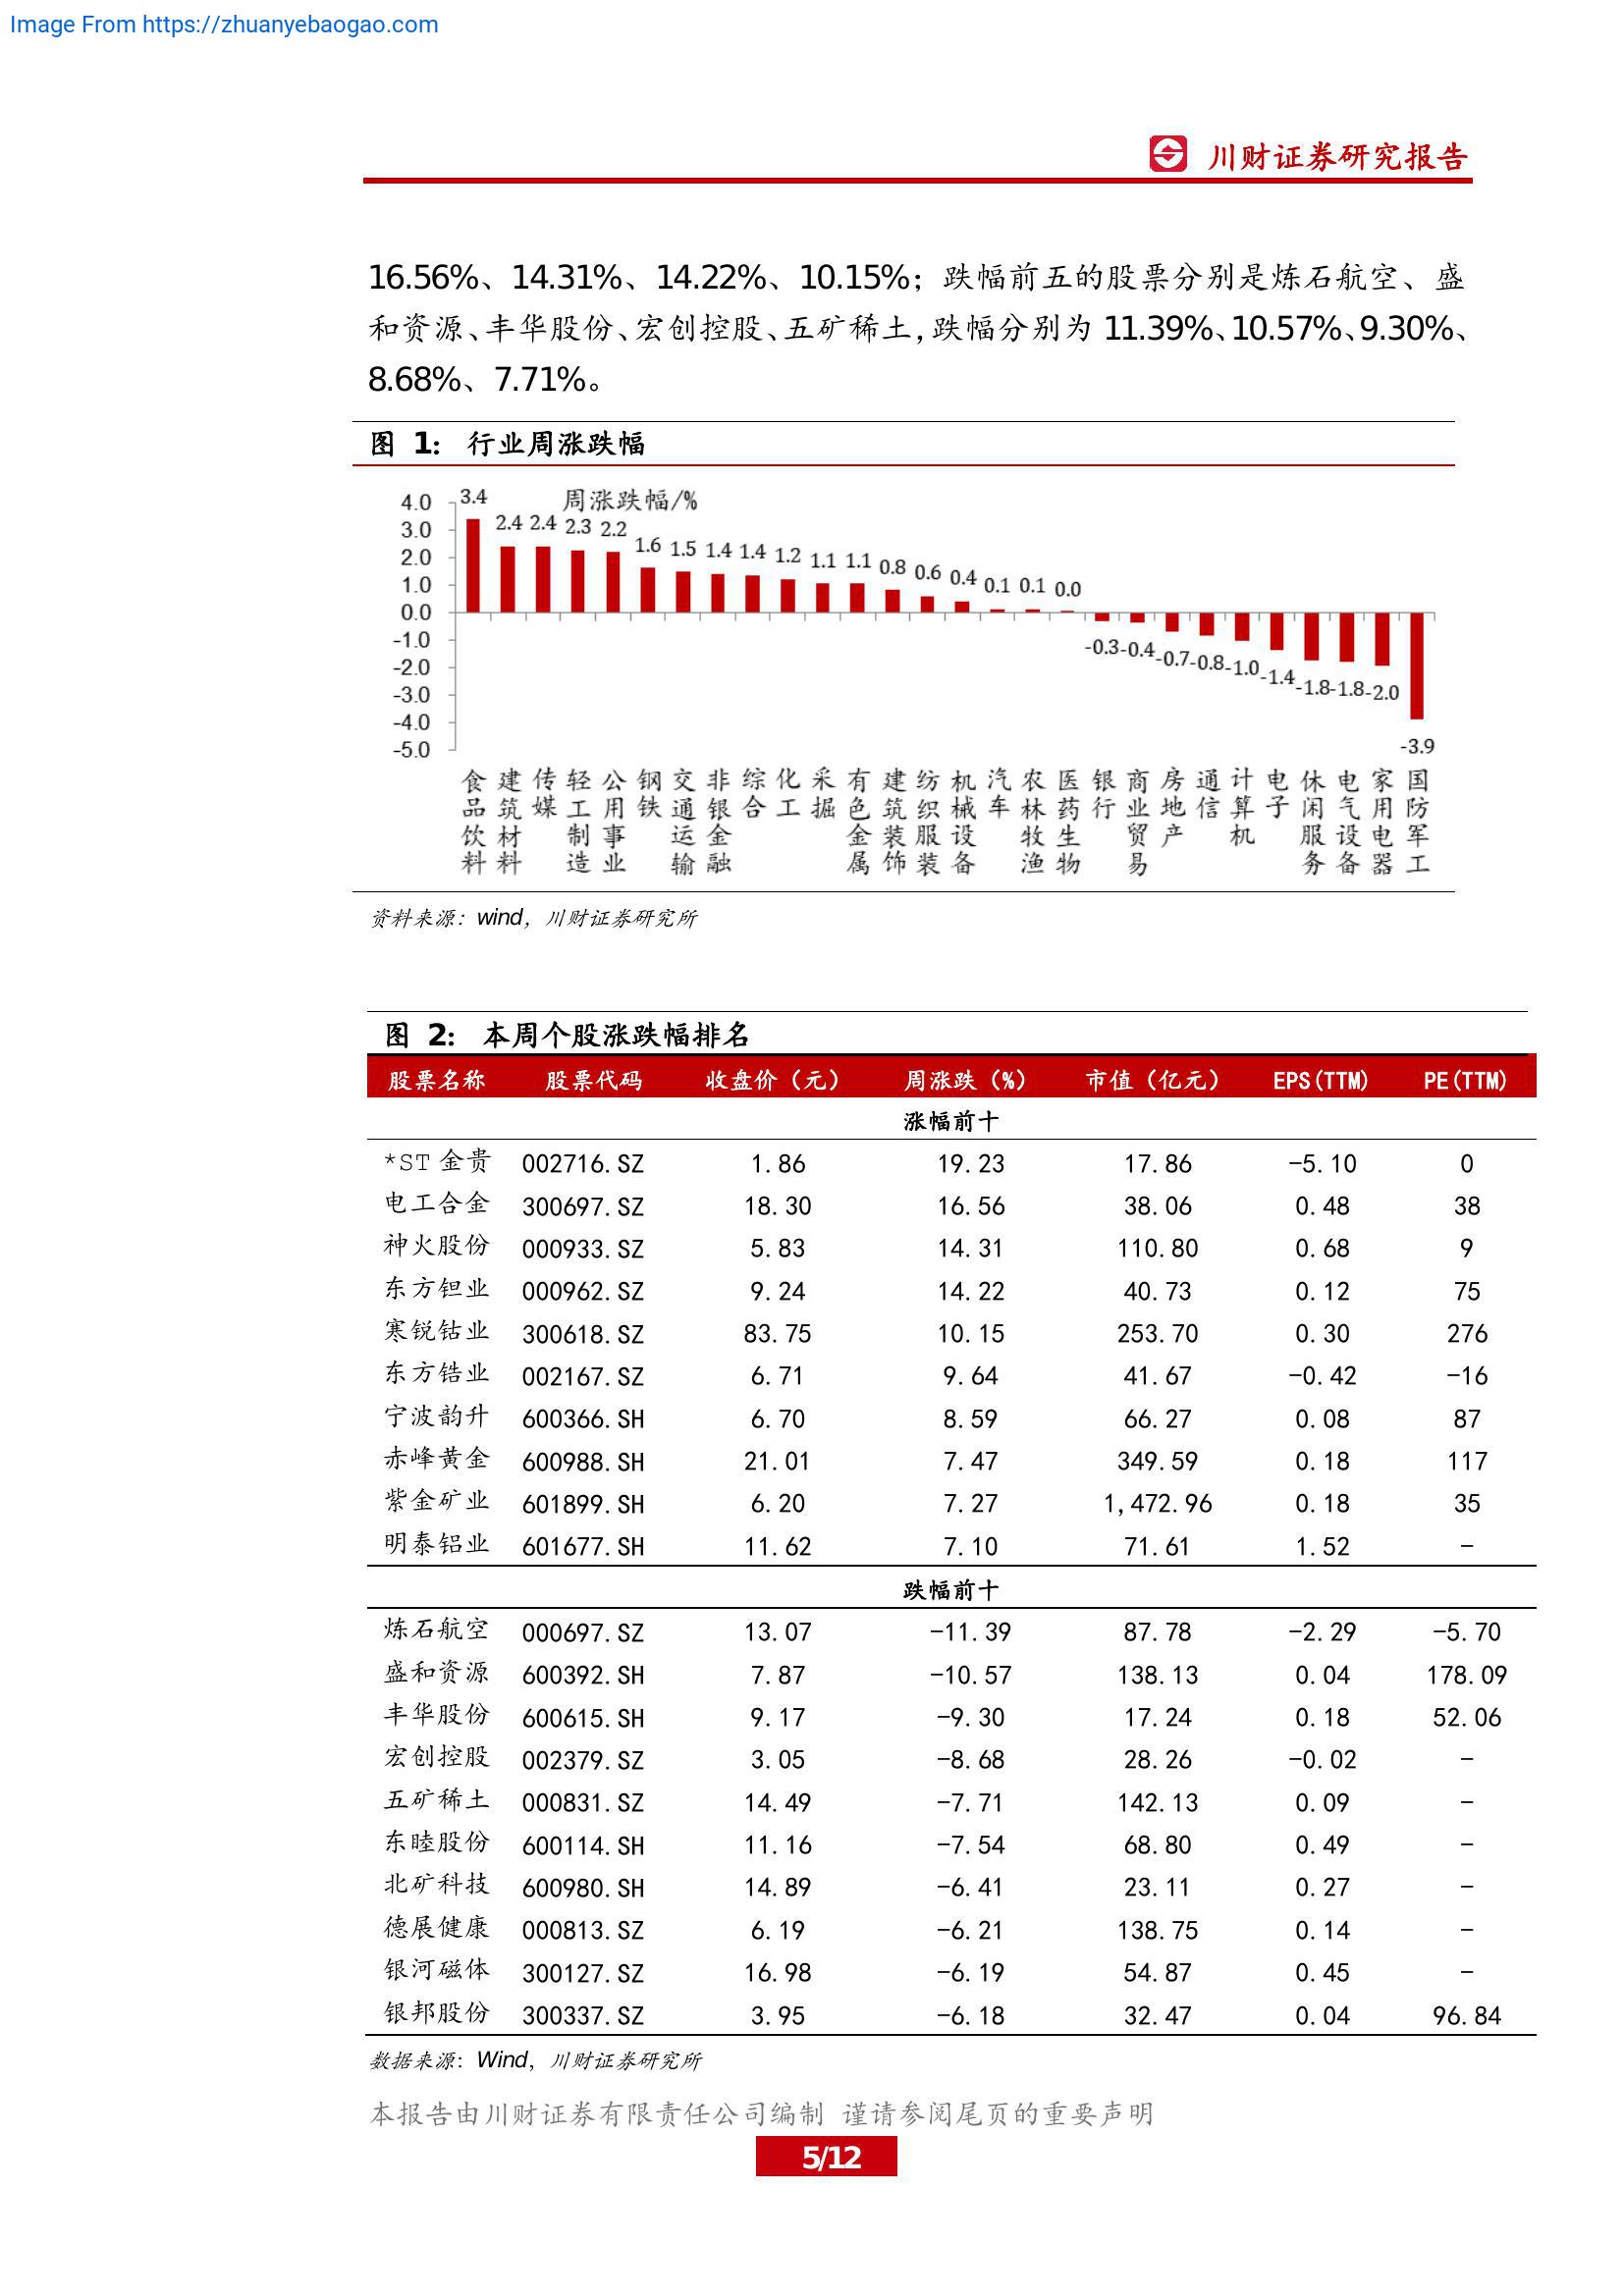 Image From https://zhuanyebaogao.com
川财证券研究报告
16.56%、14.31%、14.22%、10.15%；跌幅前五的股票分别是炼石航空、盛
和资源、丰华股份、宏创控股、五矿稀土，跌幅分别为 11.39%、10.57%、9.30%、
8.68%、7.71%。
图 1： 行业周涨跌幅
周涨跌幅/%
4.0
3.0
2.0
1.0
0.0
-1.0
-2.0
-3.0
-4.0
-5.0
3.4 2.4 2.4 2.3 2.2 1.6 1.5 1.4 1.4 1.2 1.1 1.1 0.8 0.6 0.4 0.1 0.1 0.0 -0.3 -0.4 -0.7 -0.8 -1.0 -1.4 -1.8 -1.8 -2.0 -3.9
食品饮料 建筑材料 传媒 轻工制造 公用事业 钢铁 交通运输 非银金融 综合 化工 采掘 有色金属 建筑装饰 纺织服装 机械设备 汽车 农林牧渔 医药生物 银行 商业贸易 房地产 通信 计算机 电子 休闲服务 电气设备 家用电器 国防军工
资料来源：wind，川财证券研究所
图 2： 本周个股涨跌幅排名
股票名称 股票代码 收盘价（元） 周涨跌（%） 市值（亿元） EPS(TTM) PE(TTM)
涨幅前十
*ST 金贵 002716.SZ 1.86 19.23 17.86 -5.10 0
电工合金 300697.SZ 18.30 16.56 38.06 0.48 38
神火股份 000933.SZ 5.83 14.31 110.80 0.68 9
东方钽业 000962.SZ 9.24 14.22 40.73 0.12 75
寒锐钴业 300618.SZ 83.75 10.15 253.70 0.30 276
东方锆业 002167.SZ 6.71 9.64 41.67 -0.42 -16
宁波韵升 600366.SH 6.70 8.59 66.27 0.08 87
赤峰黄金 600988.SH 21.01 7.47 349.59 0.18 117
紫金矿业 601899.SH 6.20 7.27 1,472.96 0.18 35
明泰铝业 601677.SH 11.62 7.10 71.61 1.52 -
跌幅前十
炼石航空 000697.SZ 13.07 -11.39 87.78 -2.29 -5.70
盛和资源 600392.SH 7.87 -10.57 138.13 0.04 178.09
丰华股份 600615.SH 9.17 -9.30 17.24 0.18 52.06
宏创控股 002379.SZ 3.05 -8.68 28.26 -0.02 -
五矿稀土 000831.SZ 14.49 -7.71 142.13 0.09 -
东睦股份 600114.SH 11.16 -7.54 68.80 0.49 -
北矿科技 600980.SH 14.89 -6.41 23.11 0.27 -
德展健康 000813.SZ 6.19 -6.21 138.75 0.14 -
银河磁体 300127.SZ 16.98 -6.19 54.87 0.45 -
银邦股份 300337.SZ 3.95 -6.18 32.47 0.04 96.84
数据来源：Wind，川财证券研究所
本报告由川财证券有限责任公司编制 谨请参阅尾页的重要声明
5/12